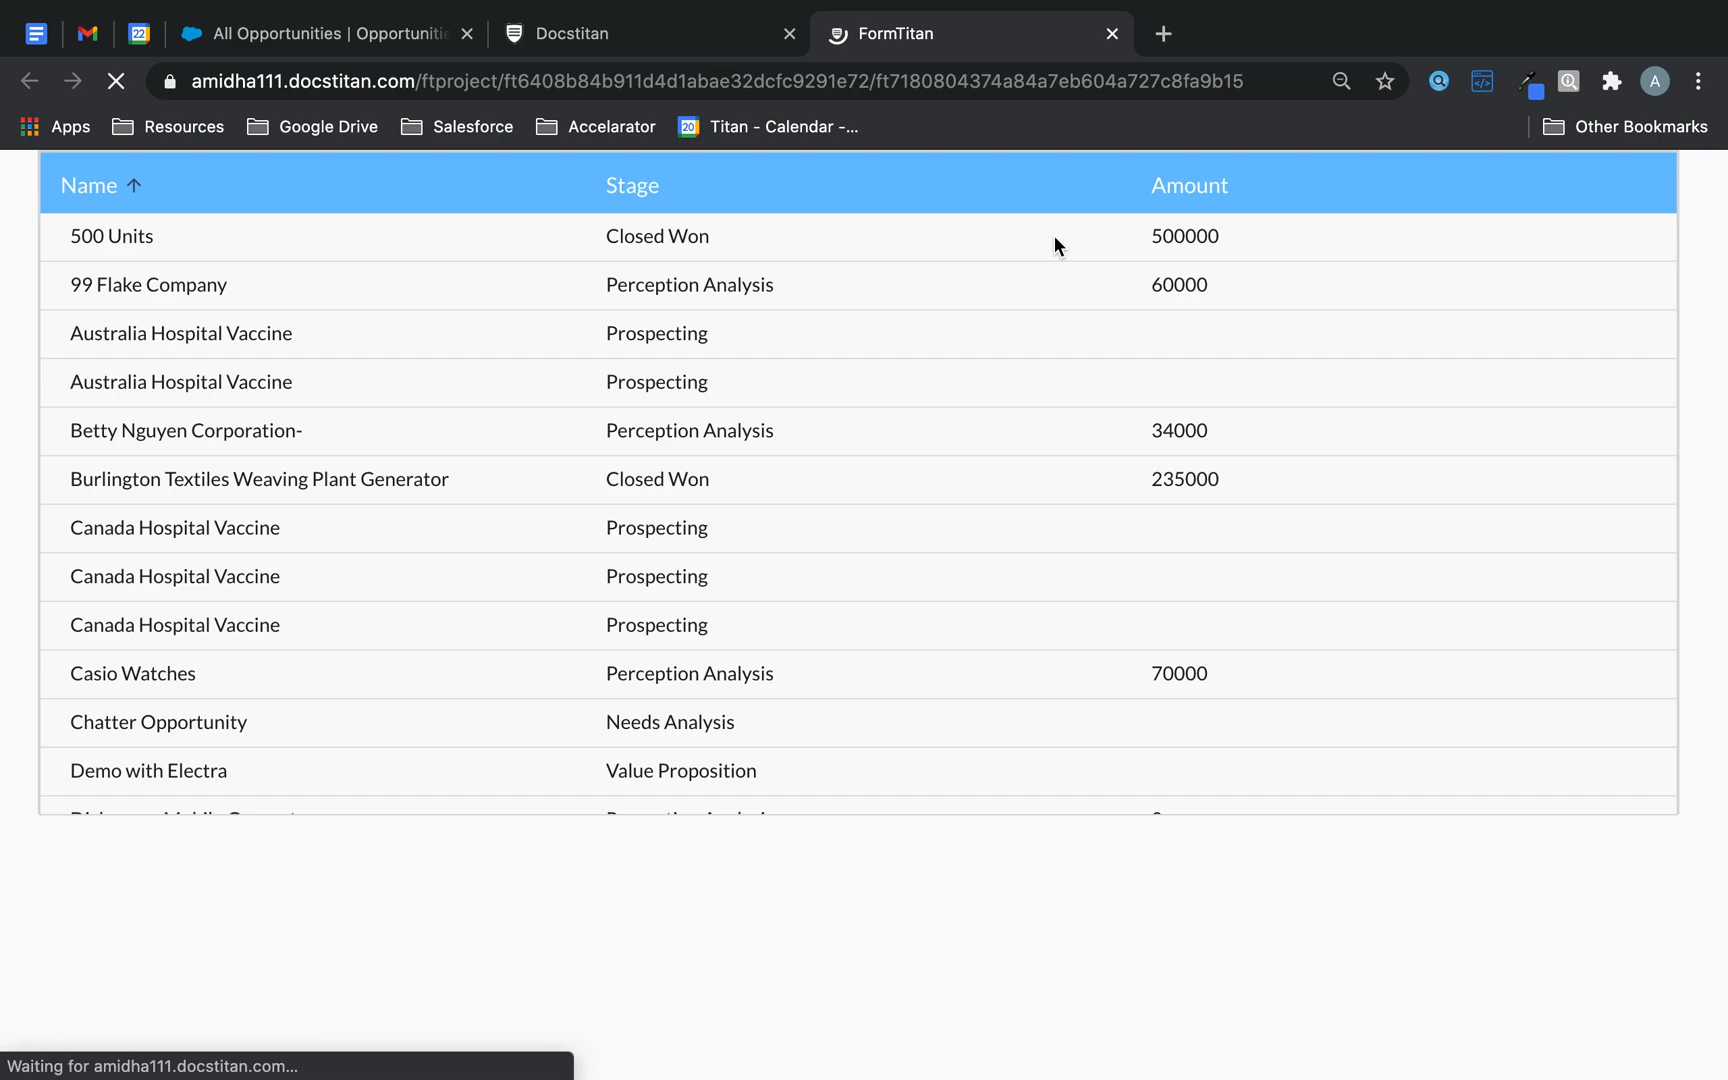 22 All Opportunities | Opportunitie Docstitan FormTitan
amidha111.docstitan.com/ftproject/ft6408b84b911d4d1abae32dcfc9291e72/ft7180804374a84a7eb604a727c8fa9b15 A
Apps Resources Google Drive Salesforce Accelarator 20 Titan - Calendar -... Other Bookmarks
Name Stage Amount
500 Units Closed Won 500000
99 Flake Company Perception Analysis 60000
Australia Hospital Vaccine Prospecting
Australia Hospital Vaccine Prospecting
Betty Nguyen Corporation- Perception Analysis 34000
Burlington Textiles Weaving Plant Generator Closed Won 235000
Canada Hospital Vaccine Prospecting
Canada Hospital Vaccine Prospecting
Canada Hospital Vaccine Prospecting
Casio Watches Perception Analysis 70000
Chatter Opportunity Needs Analysis
Demo with Electra Value Proposition
Waiting for amidha111.docstitan.com...